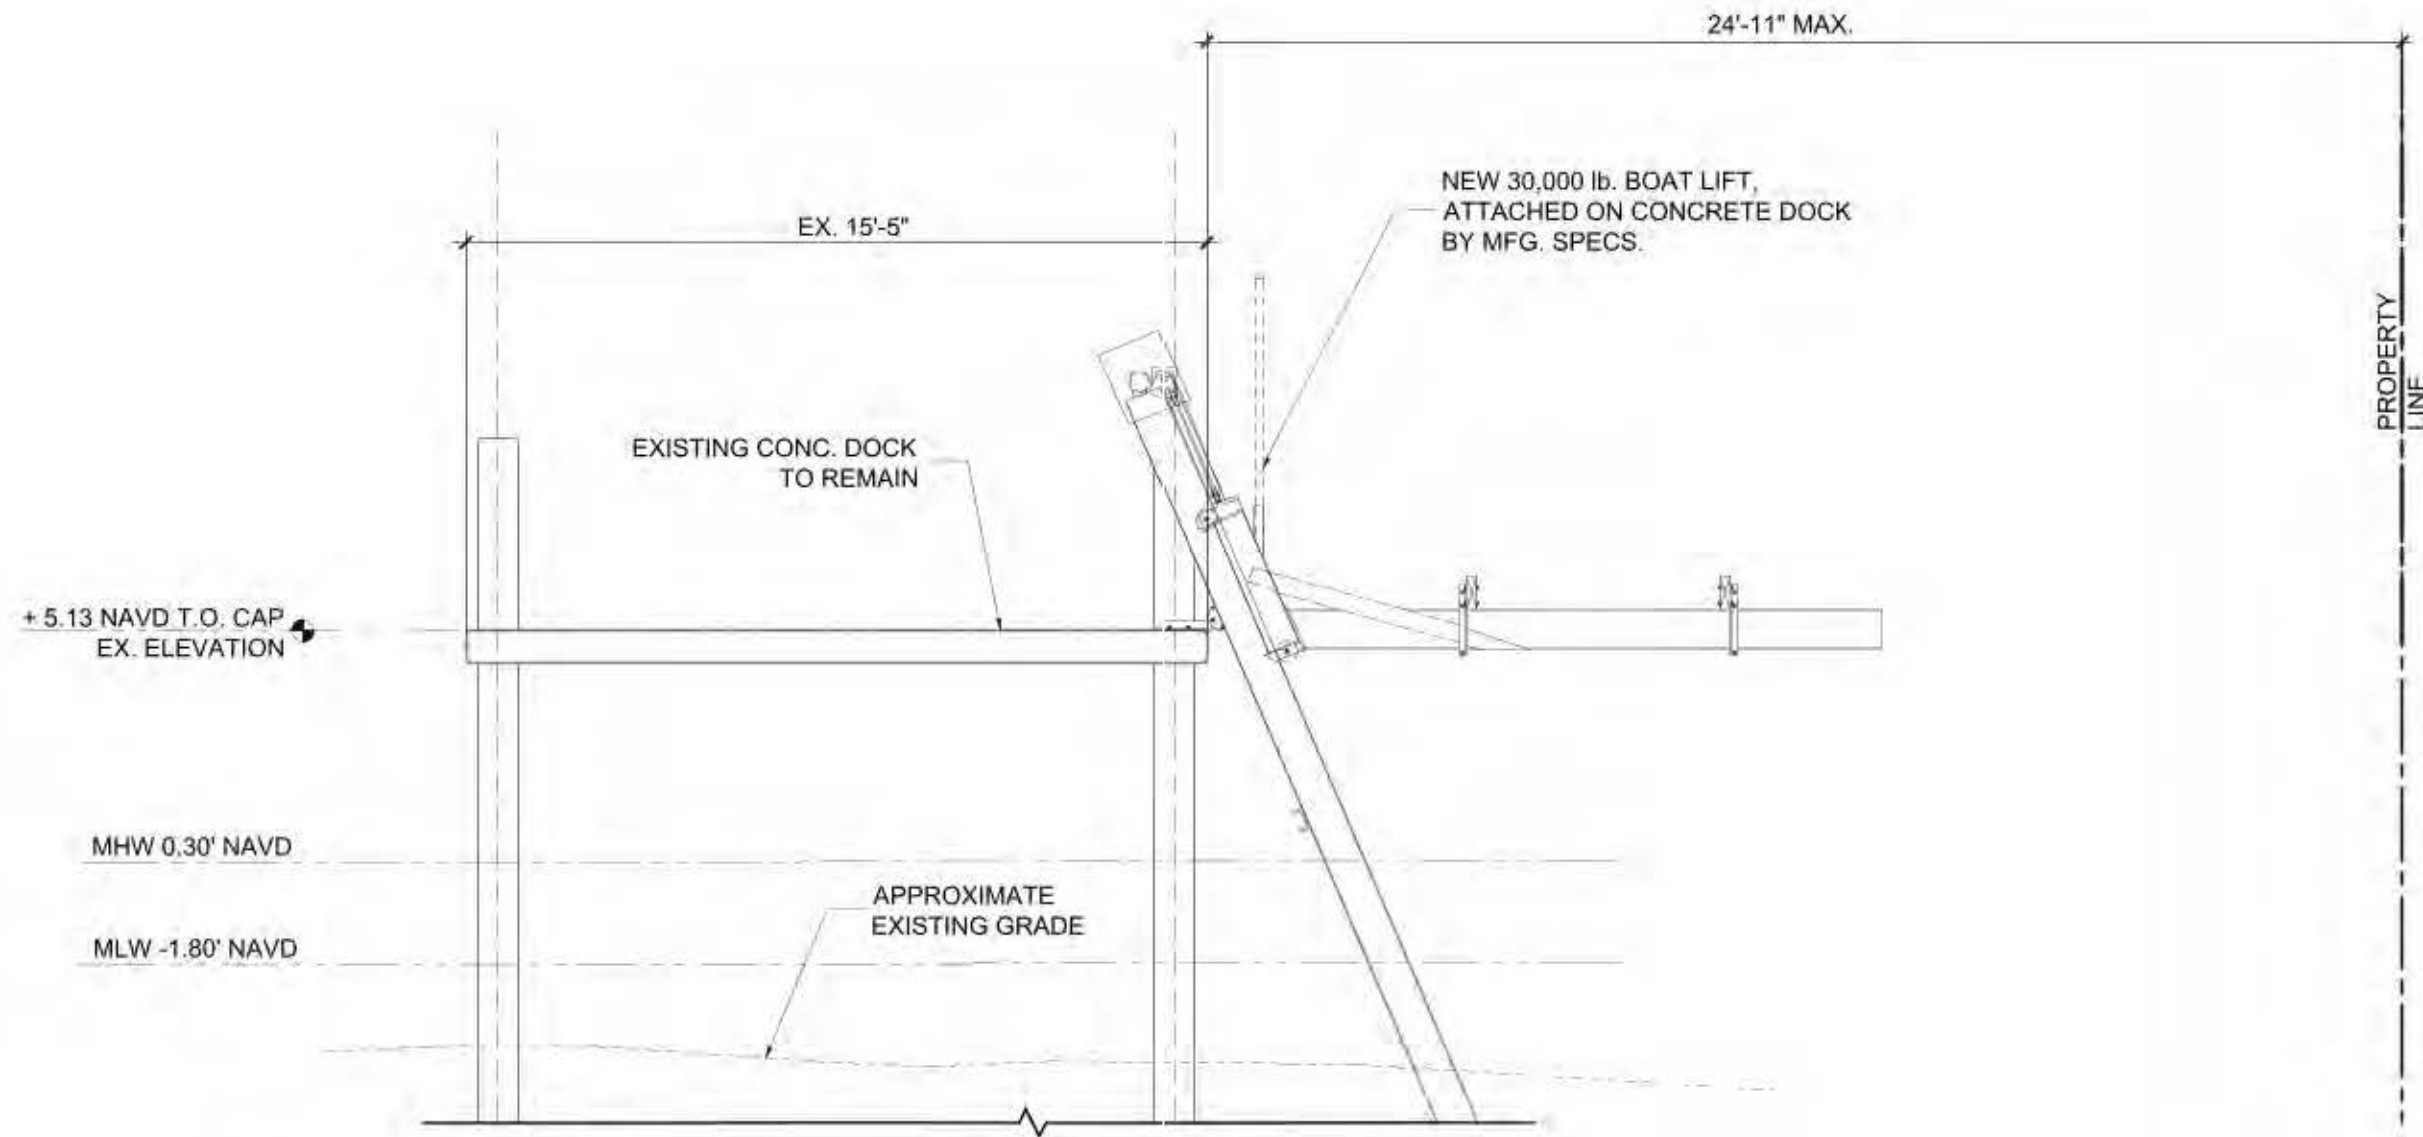 24'-11" MAX.
NEW 30,000 lb. BOAT LIFT,
ATTACHED ON CONCRETE DOCK
BY MFG. SPECS.
EX. 15'-5"
PROPERTY
LINE
EXISTING CONC. DOCK
TO REMAIN
+ 5.13 NAVD T.O. CAP
EX. ELEVATION
MHW 0.30' NAVD
APPROXIMATE
EXISTING GRADE
MLW -1.80' NAVD